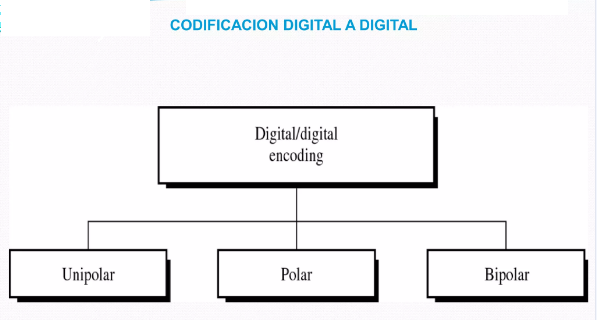 CODIFICACION DIGITAL A DIGITAL
Digital/digital
encoding
Unipolar
Polar
Bipolar